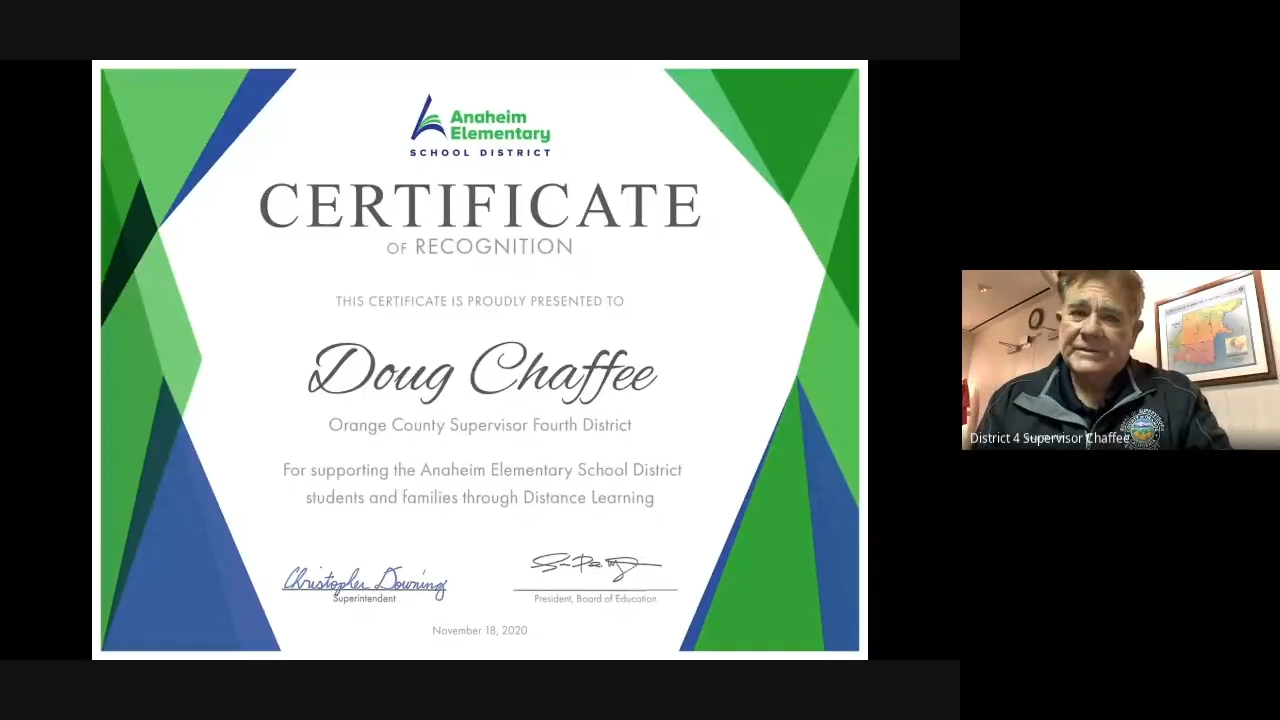 Anaheim
Elementary
SCHOOL DISTRICT
CERTIFICATE
OF RECOGNITION
THIS CERTIFICATE IS PROUDLY PRESENTED TO
Doug Chaffee
Orange County Supervisor Fourth District
For supporting the Anaheim Elementary School District
students and families through Distance Learning
Christopher Downing
Superintendent
President, Board of Education
November 18, 2020
District 4 Supervisor Chaffee